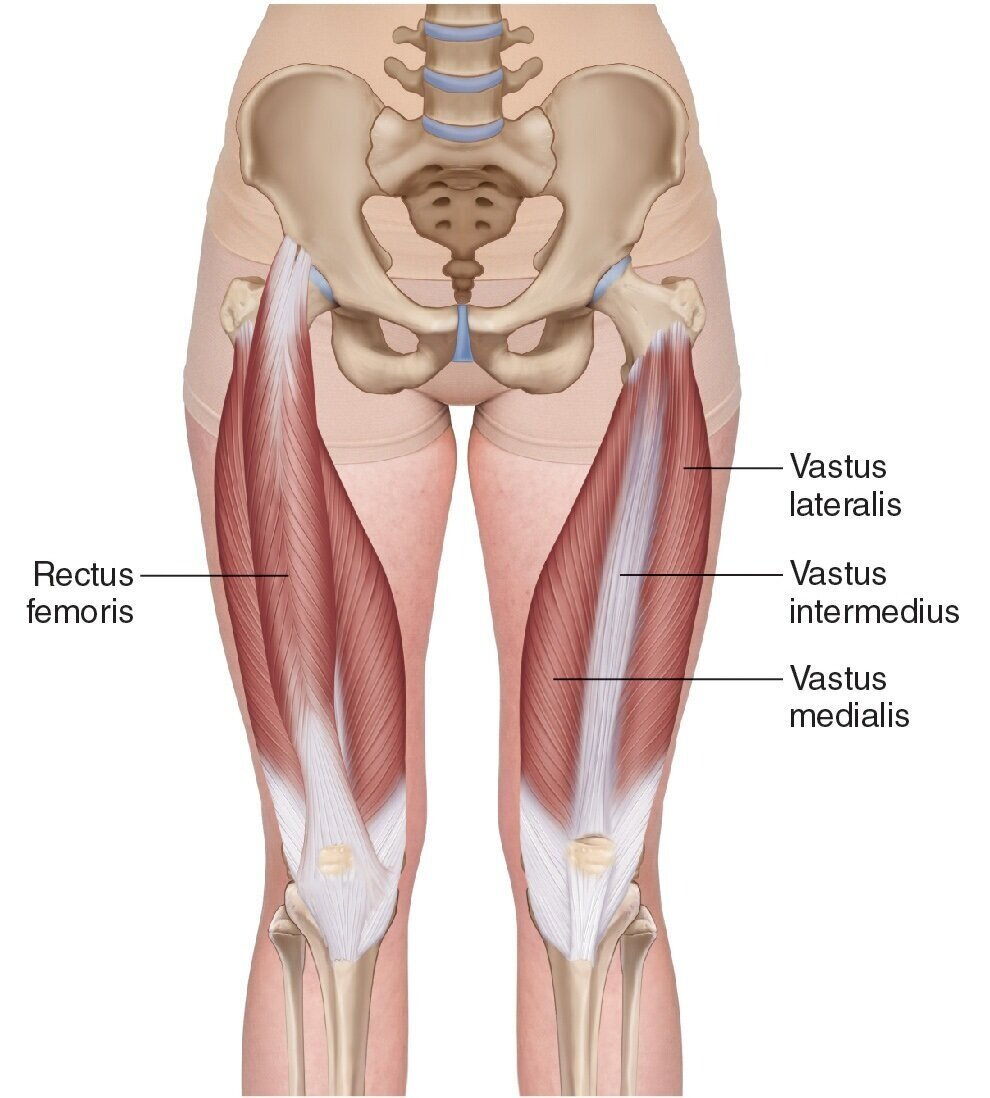 Vastus
lateralis
Rectus
femoris
Vastus
intermedius
Vastus
medialis